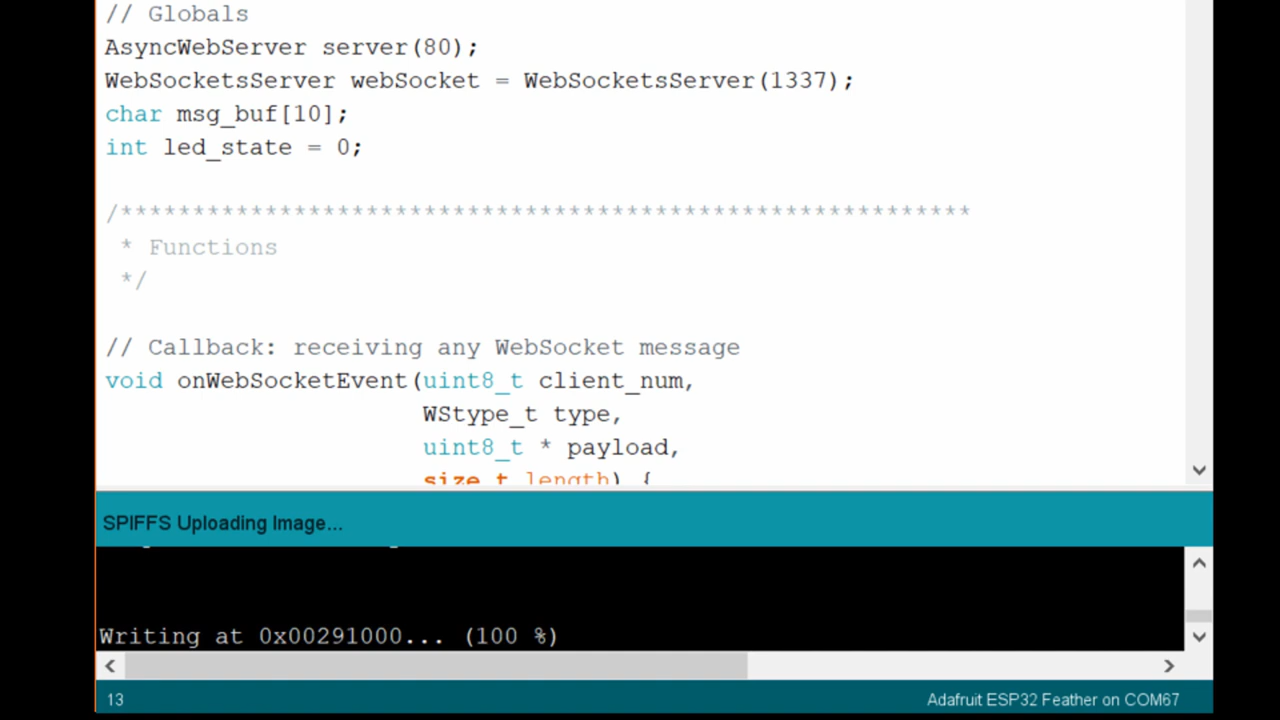 // Globals
AsyncWebServer server(80);
WebSocketsServer webSocket = WebSocketsServer(1337);
char msg_buf[10];
int led_state = 0;
/***********************************************************
* Functions
*/
// Callback: receiving any WebSocket message
void onWebSocketEvent(uint8_t client_num,
WStype_t type,
uint8_t * payload,
size_t length) {
SPIFFS Uploading Image...
Writing at 0x00291000... (100 %)
13
Adafruit ESP32 Feather on COM67